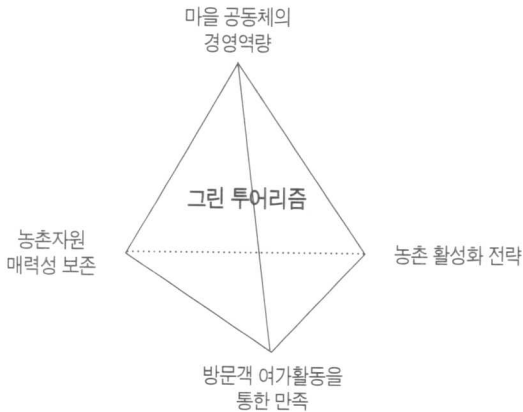 마을 공동체의
경영역량
그린 투어리즘
농촌자원
매력성 보존
농촌 활성화 전략
방문객 여가활동을
통한 만족